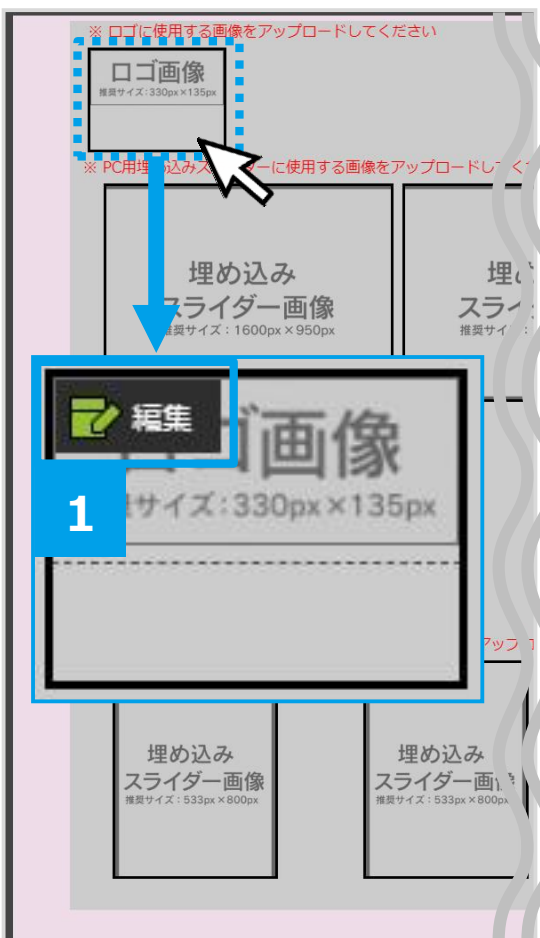 ※ ロゴに使用する画像をアップロードしてください
ロゴ画像
推奨サイズ:330px×135px
※ PC用埋め込みス
ーに使用する画像をアップロードして
埋め込み
スライダー画像
推奨サイズ：1600px×950px
埋
スラ
推奨サイ
編集
ゴ画像
サイズ:330px×135px
1
アップ
埋め込み
スライダー画像
推奨サイズ：533px×800px
埋め込み
スライダー画像
推奨サイズ：533px×800px